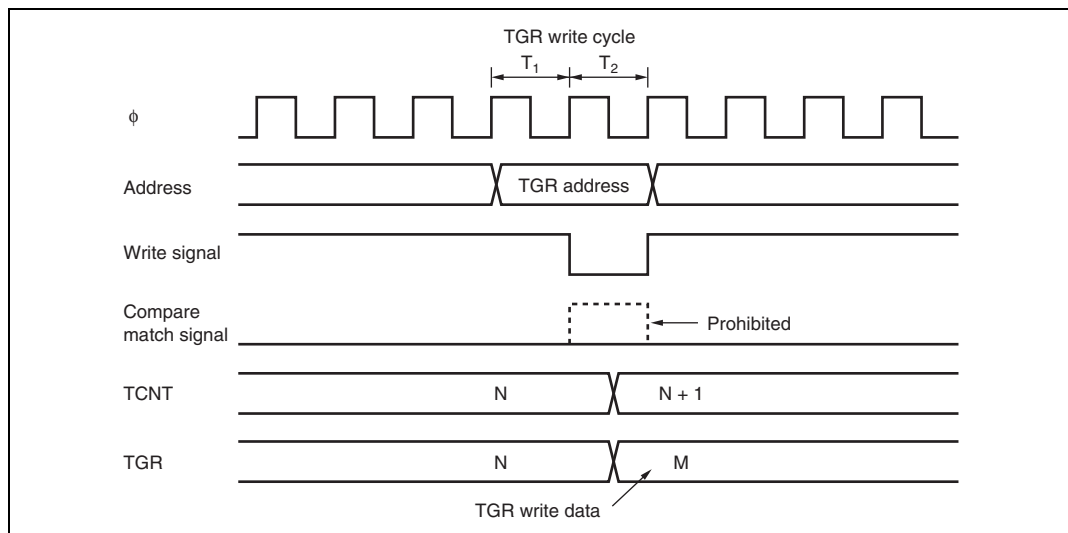 TGR write cycle
T1 T2
ϕ
Address
TGR address
Write signal
Compare
match signal
Prohibited
TCNT
N
N + 1
TGR
N
M
TGR write data